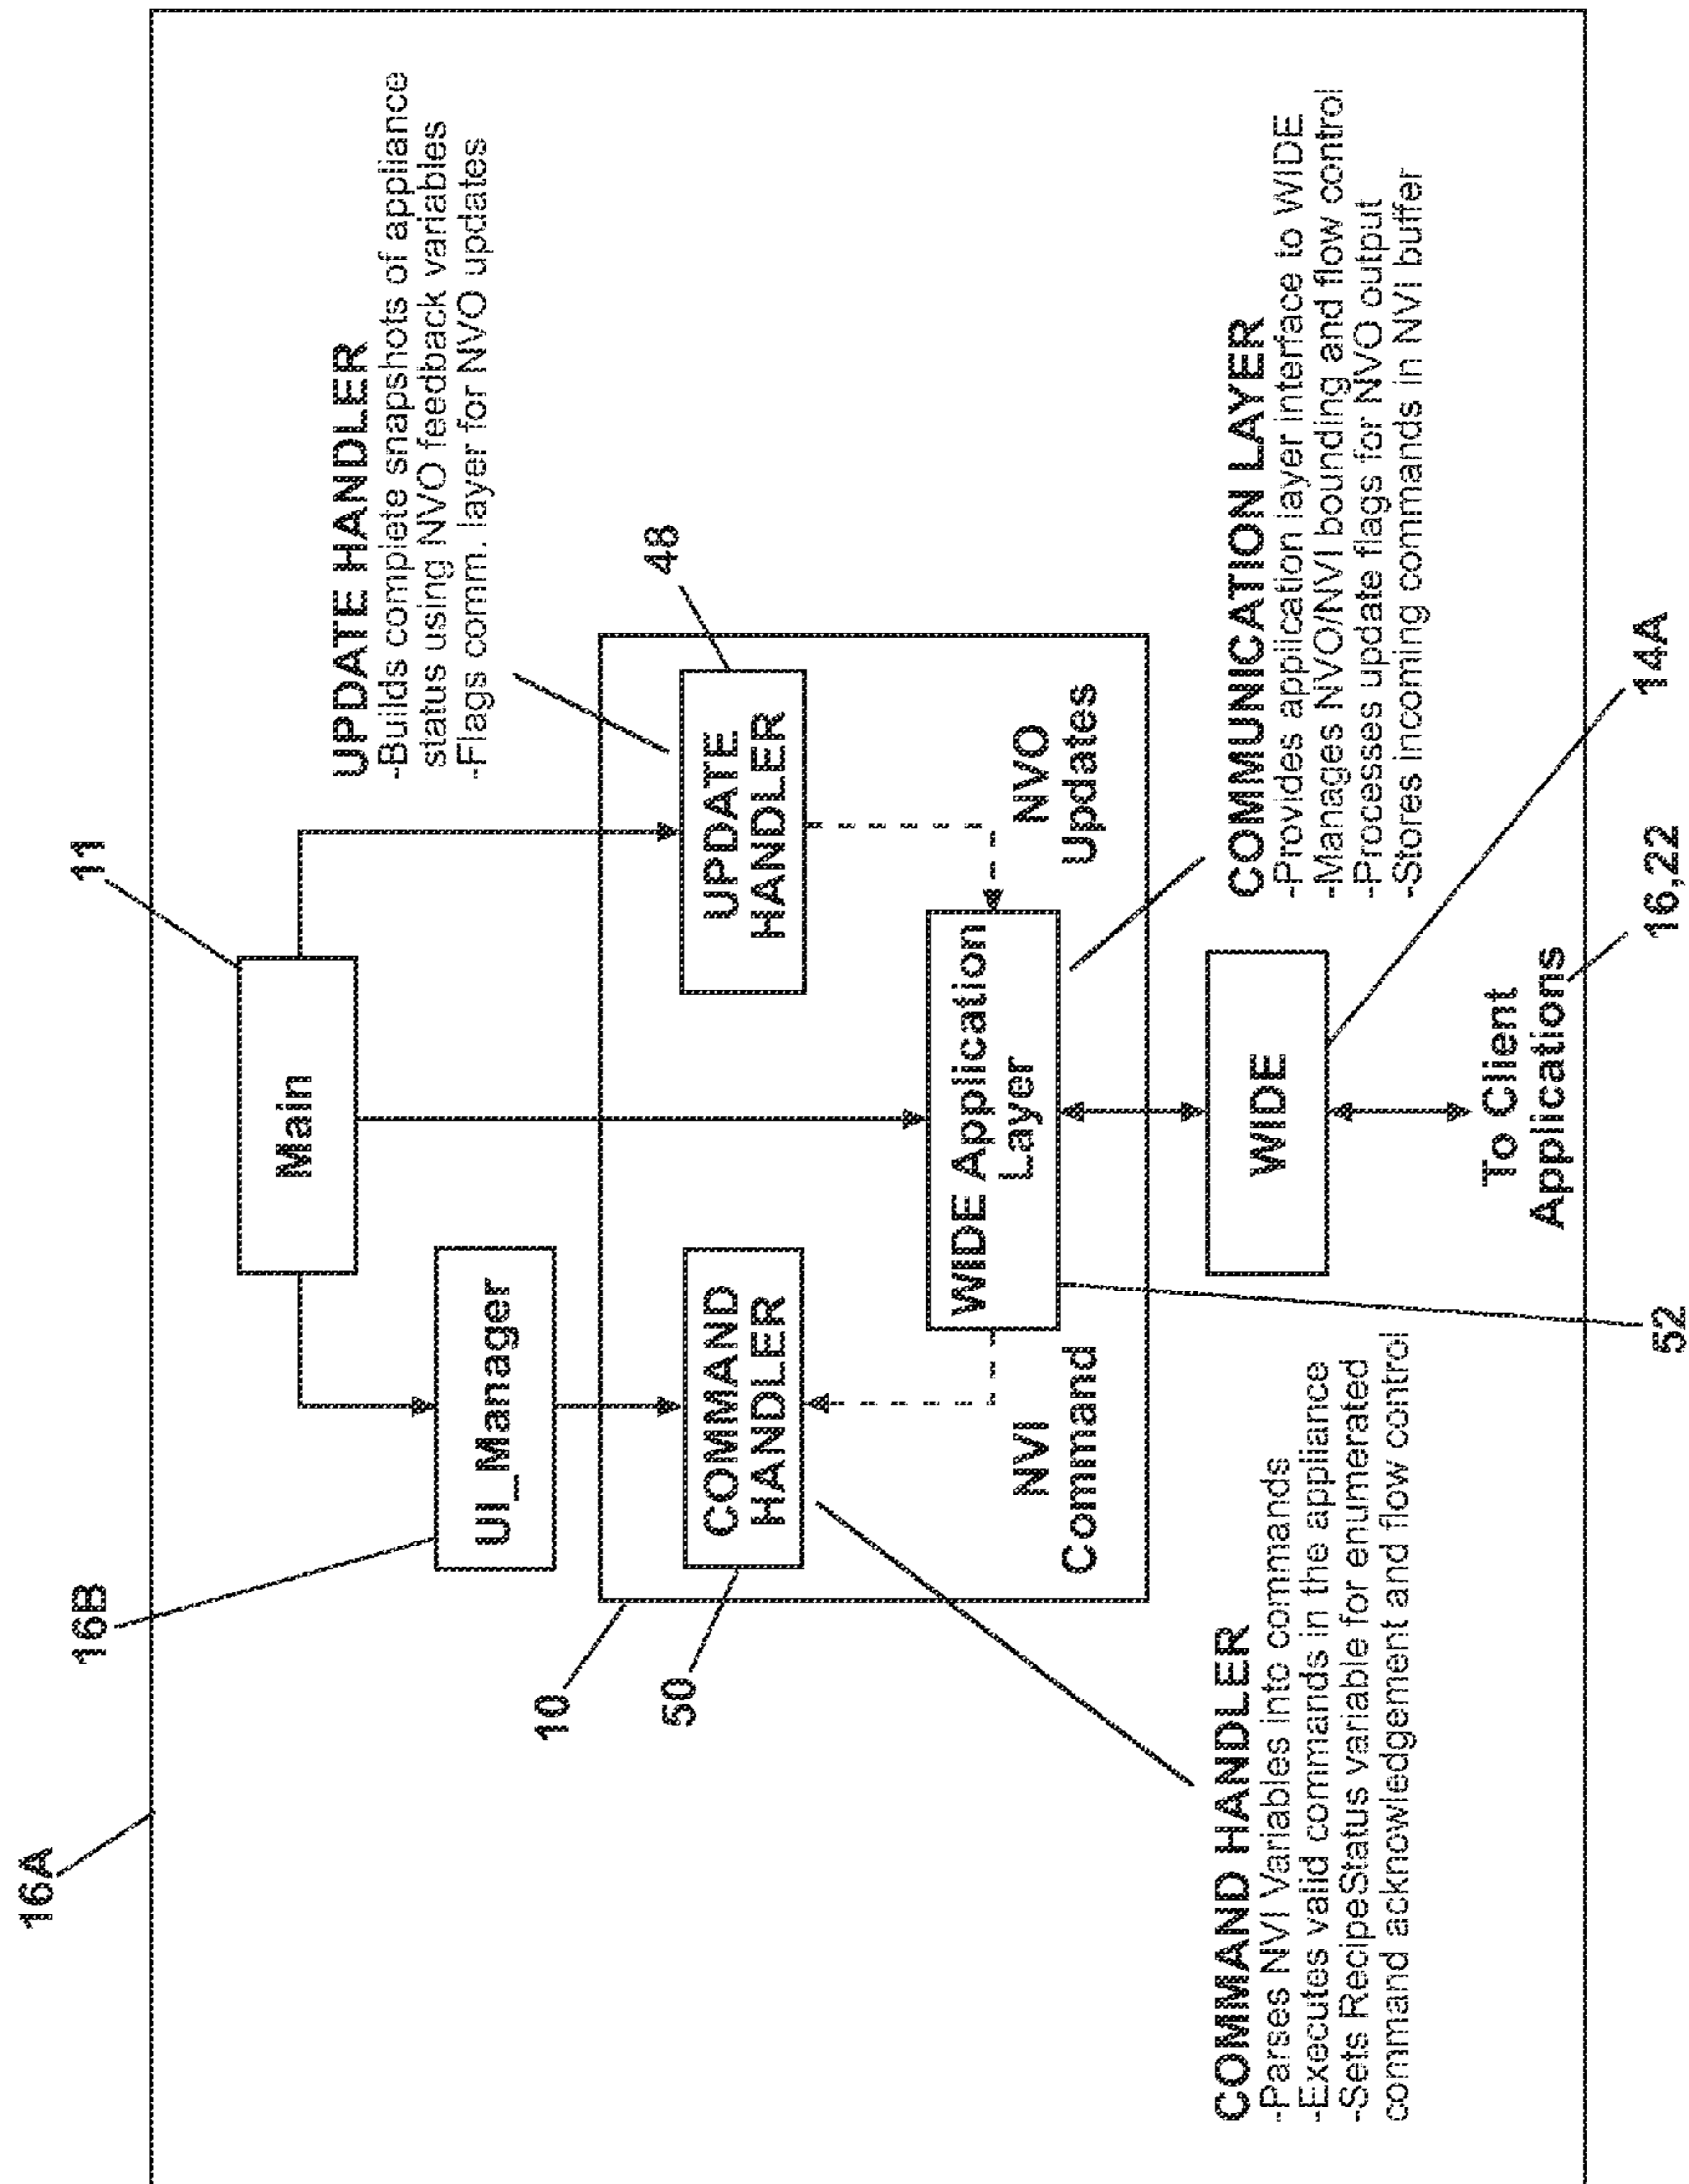 16A
16B
11
Main
UI_Manager
UPDATE HANDLER
-Builds complete snapshots of appliance
status using NVO feedback variables
-Flags comm. layer for NVO updates
10
50
48
COMMAND
HANDLER
UPDATE
HANDLER
WIDE Application
Layer
NVI
Command
NVO
Updates
COMMAND HANDLER
-Parses NVI Variables into commands
-Executes valid commands in the appliance
-Sets RecipeStatus variable for enumerated
command acknowledgement and flow control
WIDE
COMMUNICATION LAYER
-Provides application layer interface to WIDE
-Manages NVO/NVI bounding and flow control
-Processes update flags for NVO output
-Stores incoming commands in NVI buffer
To Client
Applications
52
16,22
14A